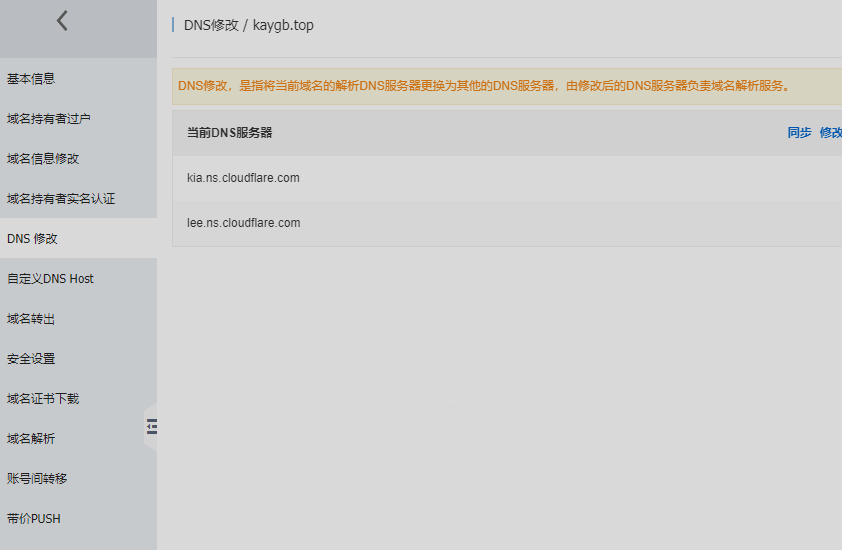 DNS修改 / kaygb.top
基本信息
域名持有者过户
域名信息修改
域名持有者实名认证
DNS 修改
自定义DNS Host
域名转出
安全设置
域名证书下载
域名解析
账号间转移
带价PUSH
DNS修改，是指将当前域名的解析DNS服务器更换为其他的DNS服务器，由修改后的DNS服务器负责域名解析服务。
当前DNS服务器 同步 修改
kia.ns.cloudflare.com
lee.ns.cloudflare.com